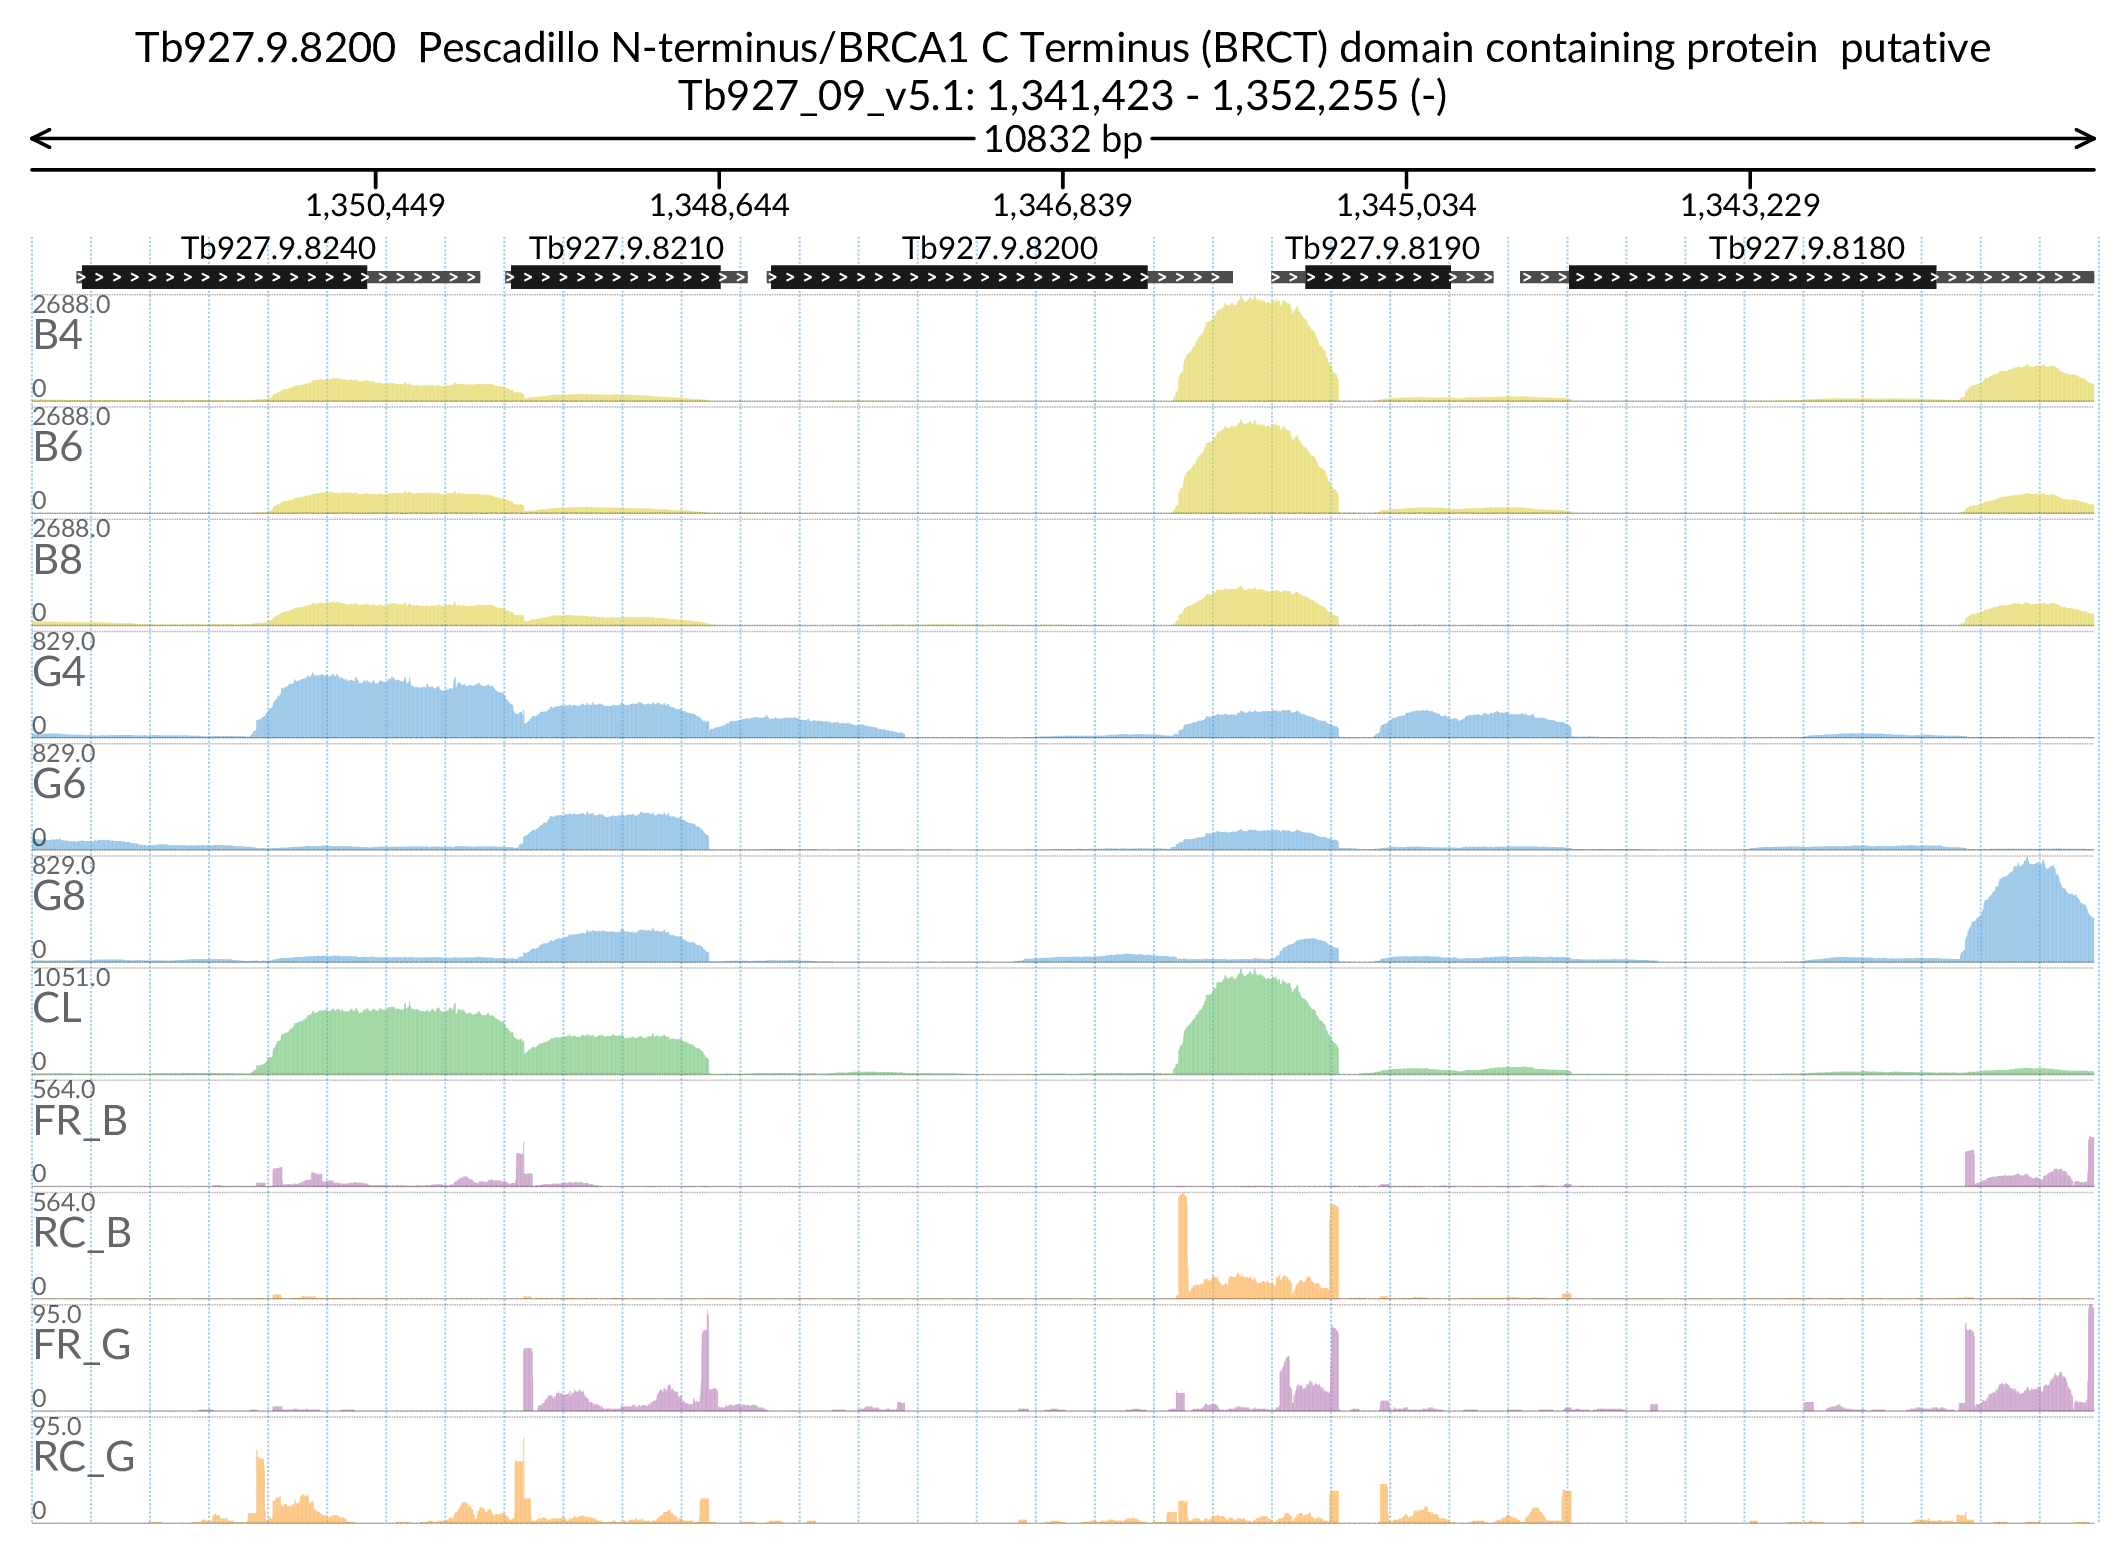 Tb927.9.8200  Pescadillo N-terminus/BRCA1 C Terminus (BRCT) domain containing protein  putative
Tb927_09_v5.1: 1,341,423 - 1,352,255 (-)
10832 bp
1,350,449 1,348,644 1,346,839 1,345,034 1,343,229
Tb927.9.8240 Tb927.9.8210 Tb927.9.8200 Tb927.9.8190 Tb927.9.8180
2688.0
B4
0
2688.0
B6
0
2688.0
B8
0
829.0
G4
0
829.0
G6
0
829.0
G8
0
1051.0
CL
0
564.0
FR_B
0
564.0
RC_B
0
95.0
FR_G
0
95.0
RC_G
0